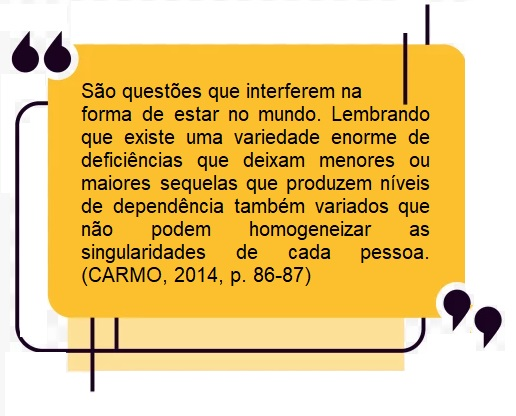 São questões que interferem na
forma de estar no mundo. Lembrando
que existe uma variedade enorme de
deficiências que deixam menores ou
maiores sequelas que produzem níveis
de dependência também variados que
não podem homogeneizar as
singularidades de cada pessoa.
(CARMO, 2014, p. 86-87)